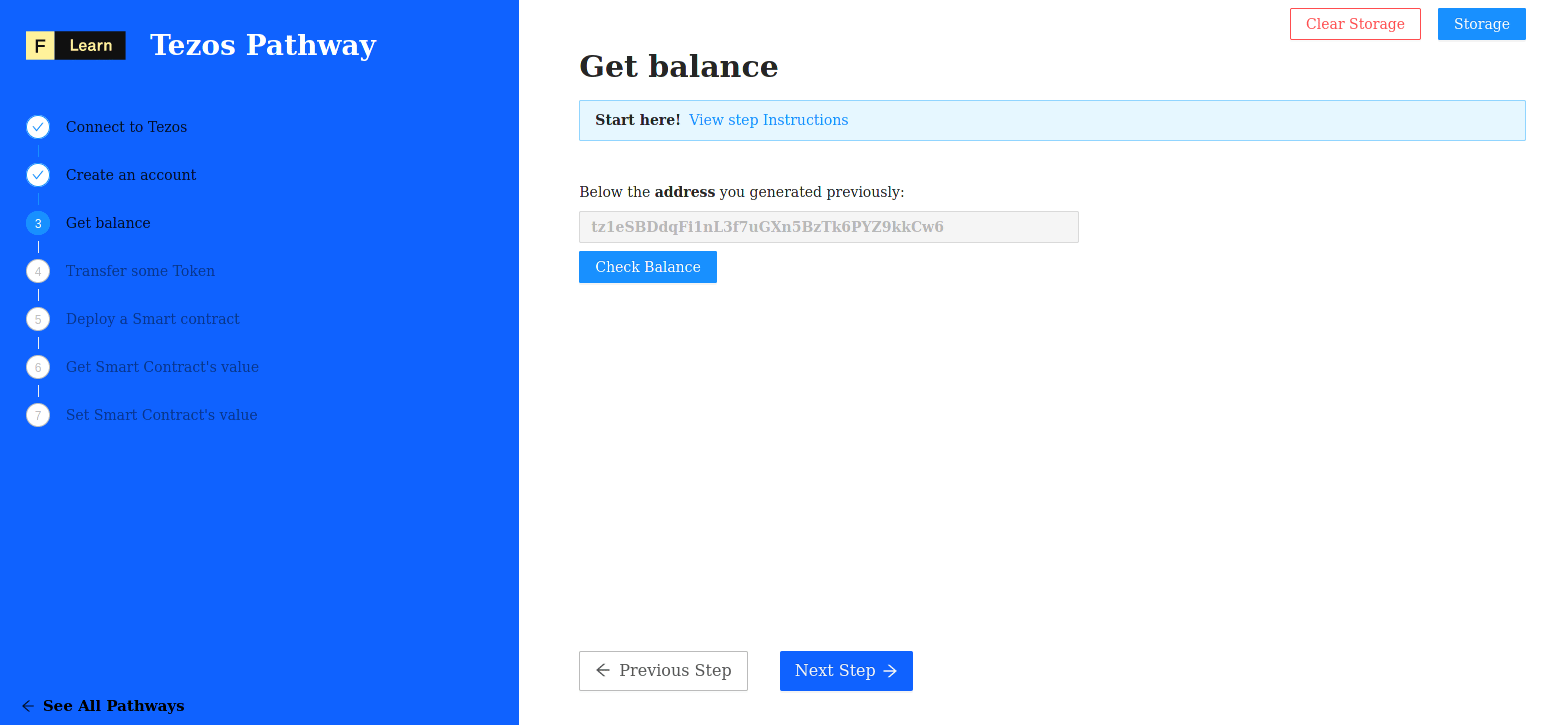 F Learn
Tezos Pathway
Connect to Tezos
Create an account
3 Get balance
4 Transfer some Token
5 Deploy a Smart contract
6 Get Smart Contract's value
7 Set Smart Contract's value
See All Pathways
Clear Storage
Storage
Get balance
Start here! View step Instructions
Below the address you generated previously:
tz1eSBDdqFi1nL3f7uGXn5BzTk6PYZ9kkCw6
Check Balance
Previous Step
Next Step